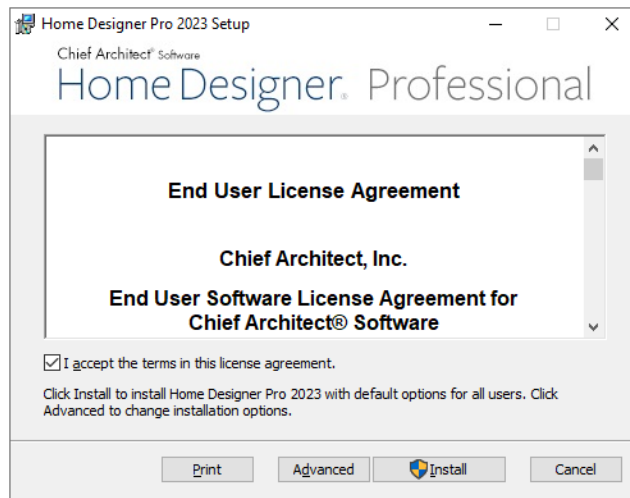 Home Designer Pro 2023 Setup
Chief Architect® Software
Home Designer® Professional
End User License Agreement
Chief Architect, Inc.
End User Software License Agreement for
Chief Architect® Software
I accept the terms in this license agreement.
Click Install to install Home Designer Pro 2023 with default options for all users. Click
Advanced to change installation options.
Print Advanced Install Cancel